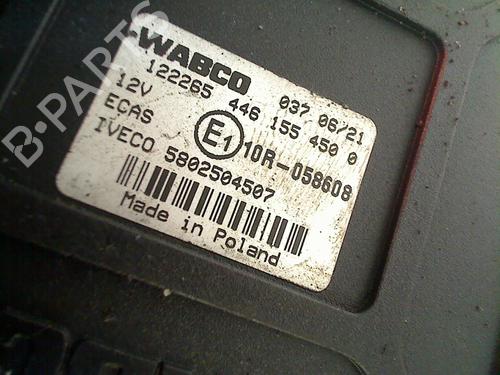 WABCO
122265 037 06/21
12V 446 155 450 0
ECAS E1 10R-058608
IVECO 5802504507
Made in Poland
B-PARTS